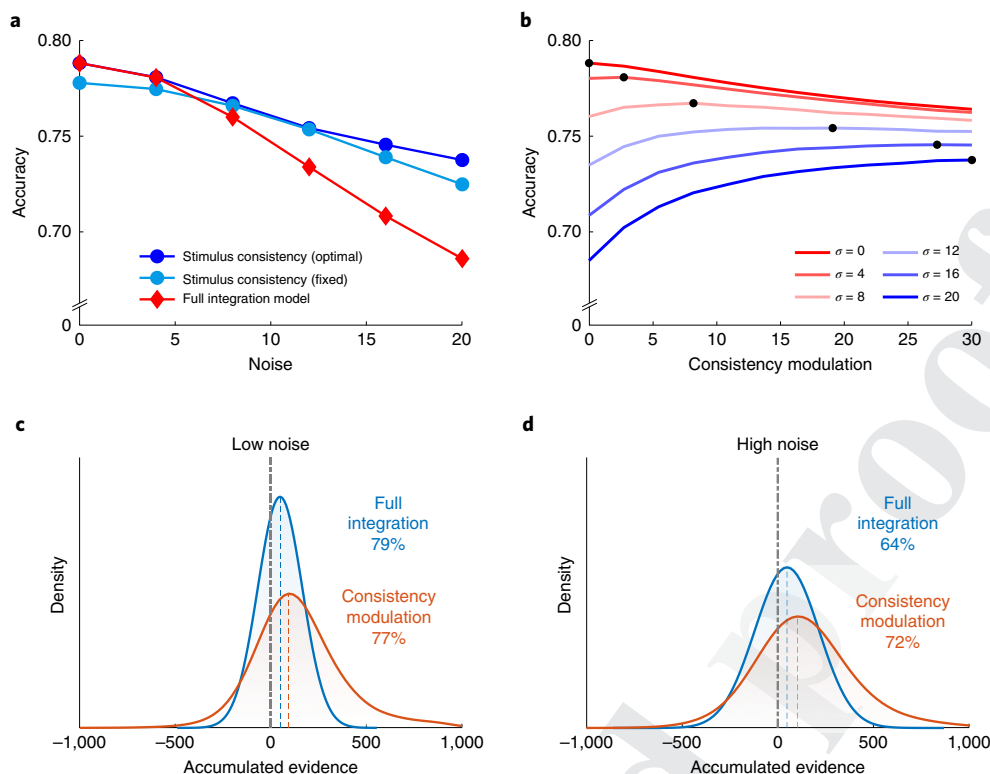 a
0.80
0.75
0.70
0
Accuracy
0
5
10
15
20
Noise
Stimulus consistency (optimal)
Stimulus consistency (fixed)
Full integration model
b
0.80
0.75
0.70
0
Accuracy
0
5
10
15
20
25
30
Consistency modulation
σ = 0
σ = 4
σ = 8
σ = 12
σ = 16
σ = 20
c
Low noise
Full
integration
79%
Consistency
modulation
77%
Density
–1,000
–500
0
500
1,000
Accumulated evidence
d
High noise
Full
integration
64%
Consistency
modulation
72%
Density
–1,000
–500
0
500
1,000
Accumulated evidence
d proof